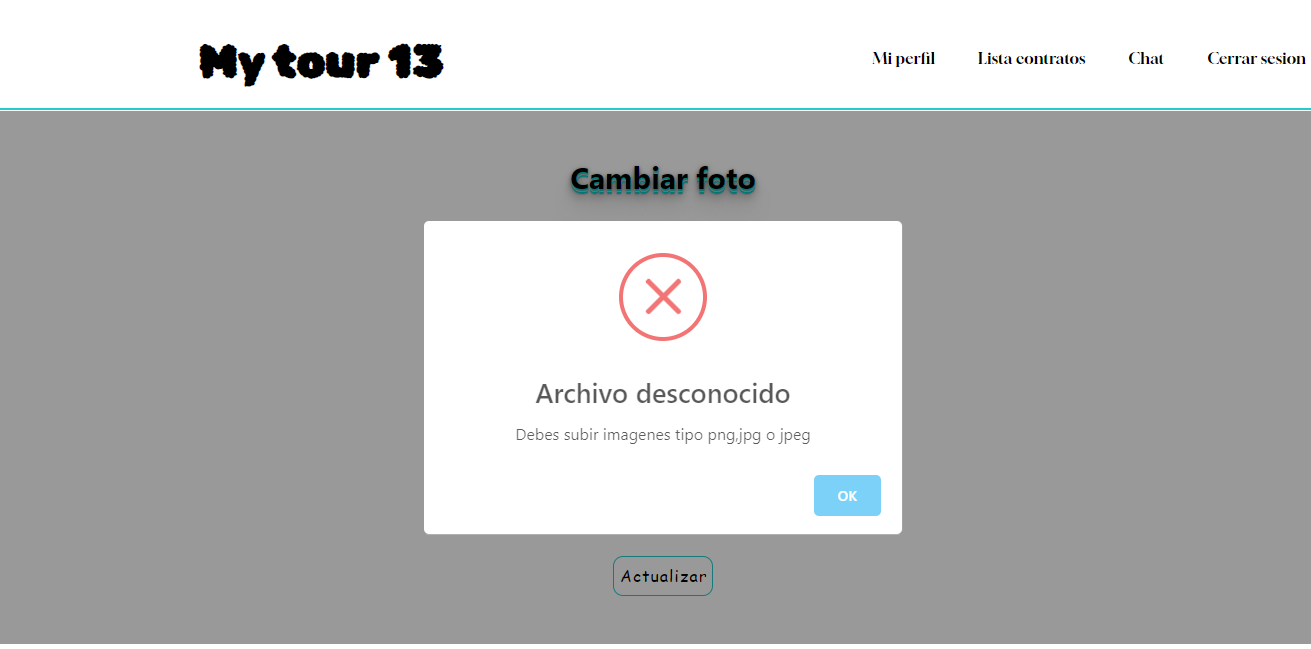 My tour 13
Mi perfil
Lista contratos
Chat
Cerrar sesion
Cambiar foto
Archivo desconocido
Debes subir imagenes tipo png,jpg o jpeg
OK
Actualizar